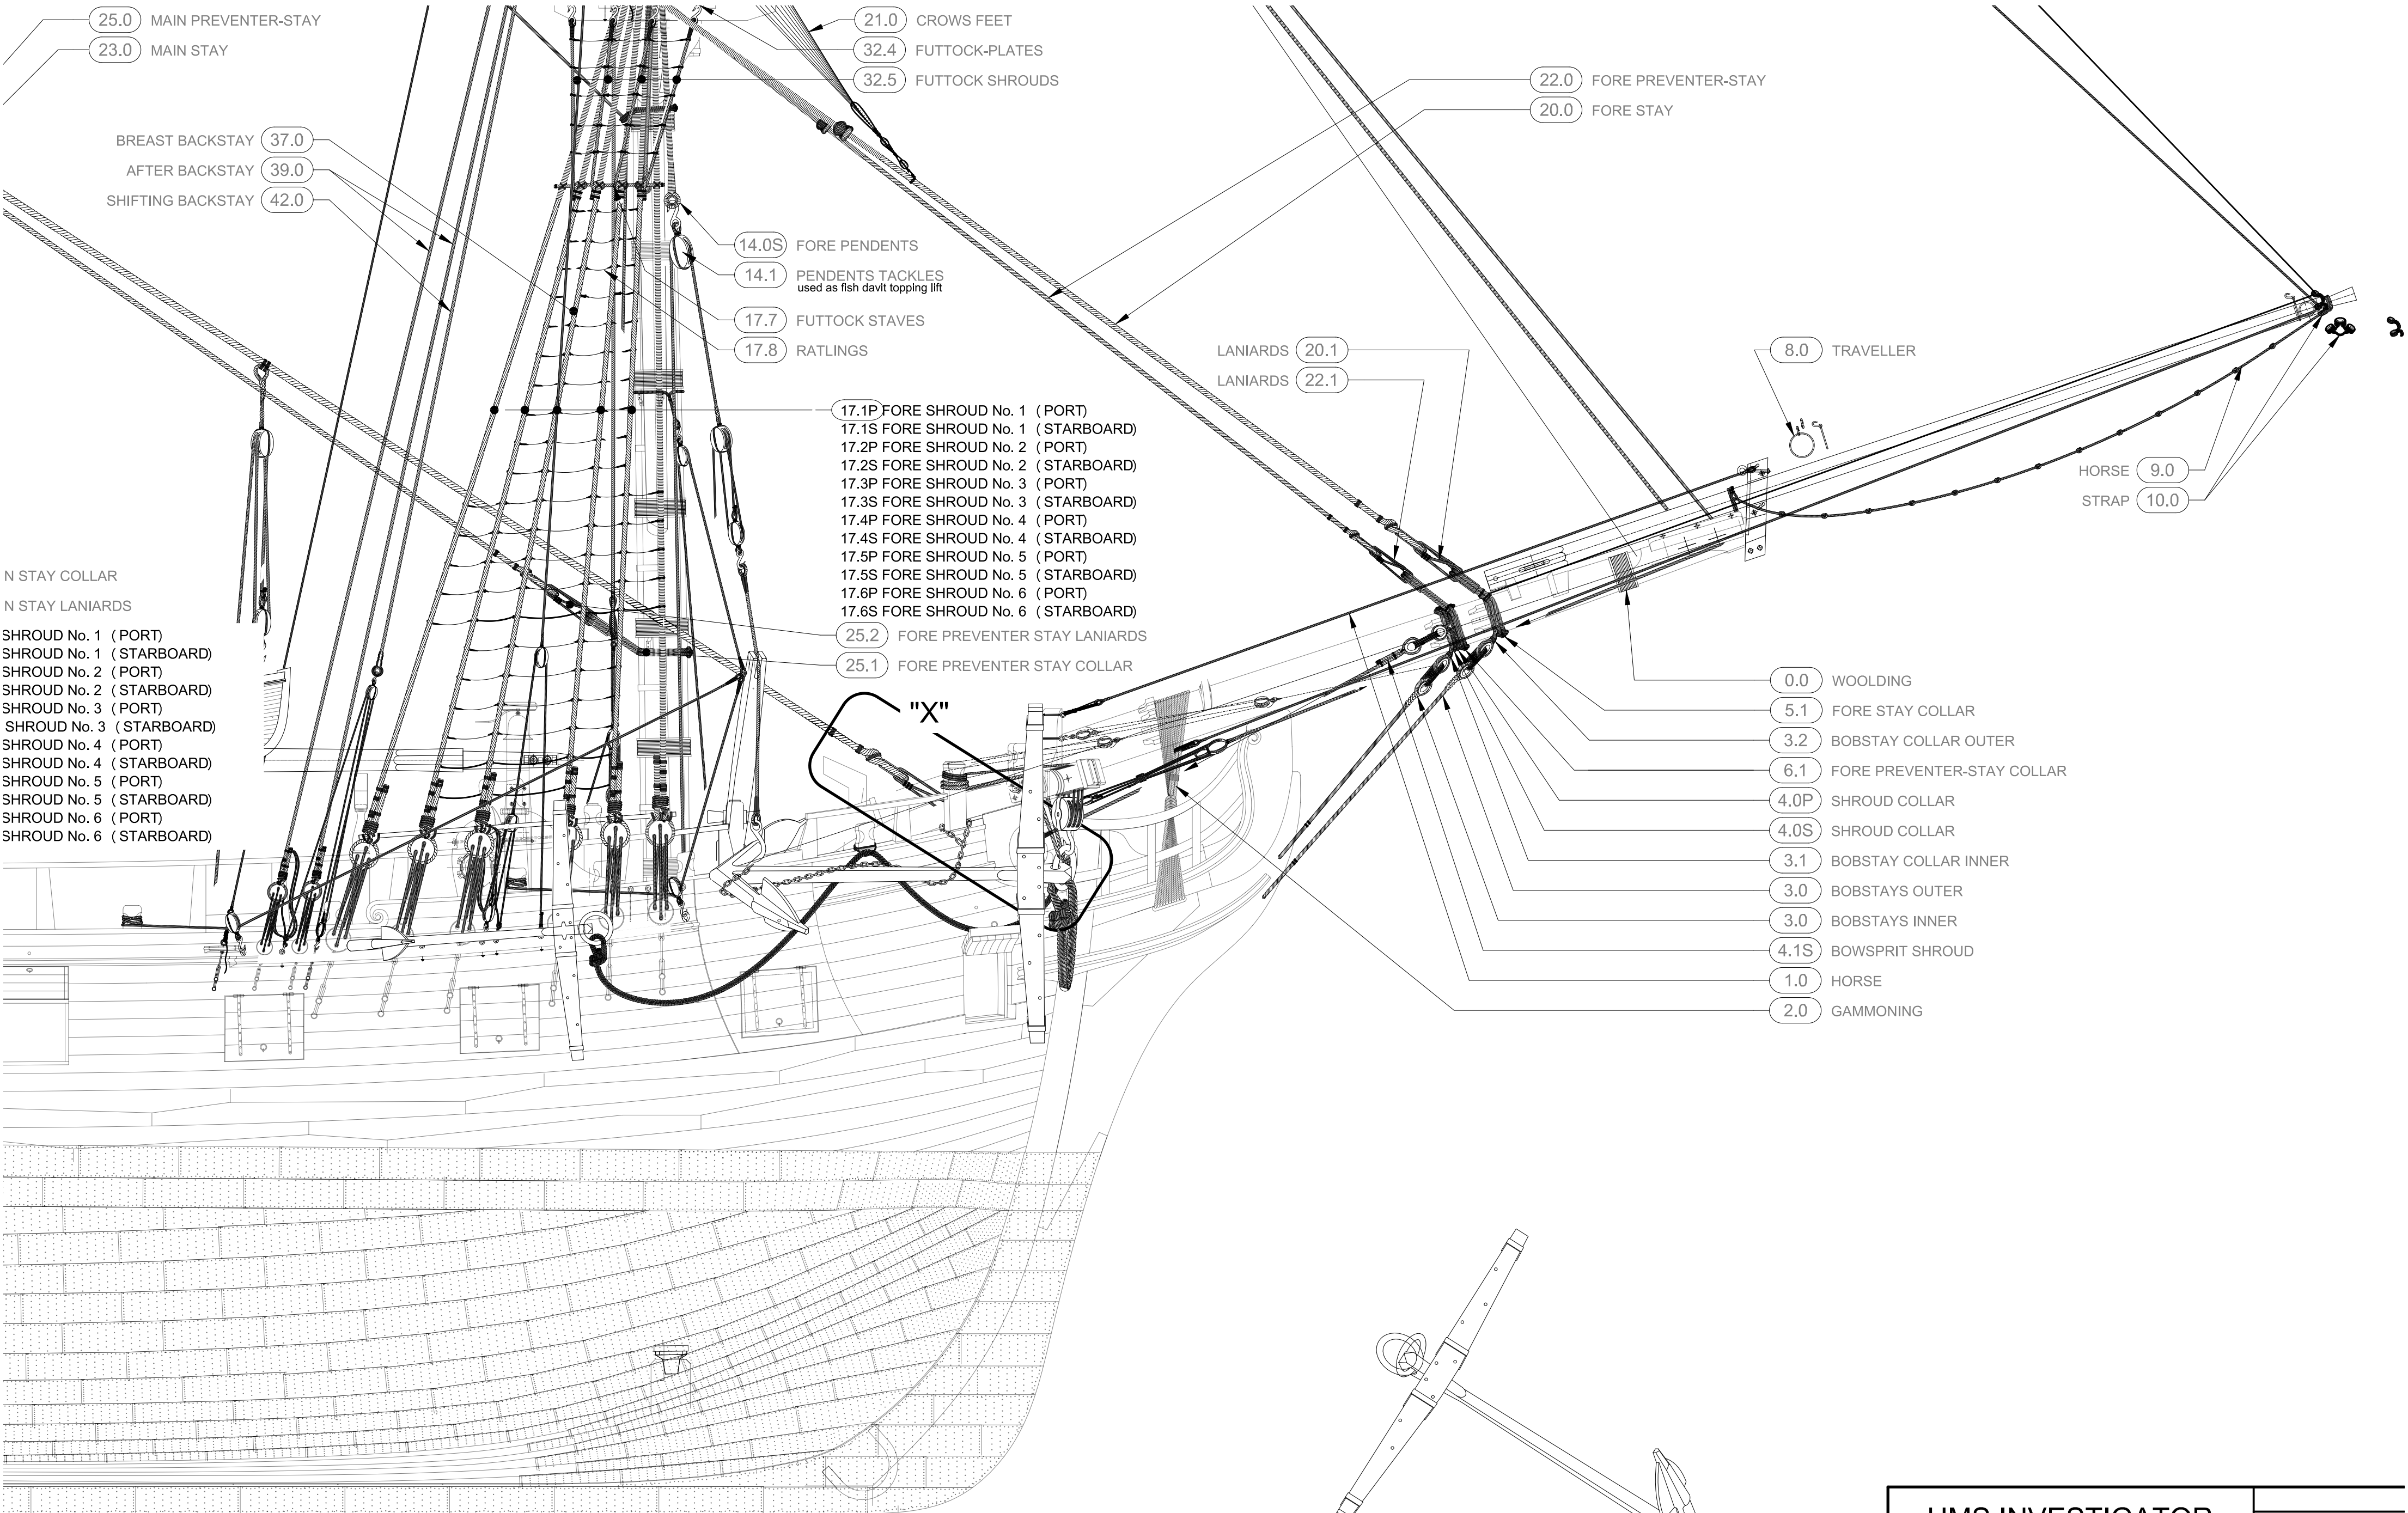 25.0 MAIN PREVENTER-STAY
23.0 MAIN STAY
21.0 CROWS FEET
32.4 FUTTOCK-PLATES
32.5 FUTTOCK SHROUDS
22.0 FORE PREVENTER-STAY
20.0 FORE STAY
BREAST BACKSTAY 37.0
AFTER BACKSTAY 39.0
SHIFTING BACKSTAY 42.0
14.0S FORE PENDENTS
14.1 PENDENTS TACKLES
used as fish davit topping lift
17.7 FUTTOCK STAVES
17.8 RATLINGS
LANIARDS 20.1
LANIARDS 22.1
8.0 TRAVELLER
HORSE 9.0
STRAP 10.0
17.1P FORE SHROUD No. 1 (PORT)
17.1S FORE SHROUD No. 1 (STARBOARD)
17.2P FORE SHROUD No. 2 (PORT)
17.2S FORE SHROUD No. 2 (STARBOARD)
17.3P FORE SHROUD No. 3 (PORT)
17.3S FORE SHROUD No. 3 (STARBOARD)
17.4P FORE SHROUD No. 4 (PORT)
17.4S FORE SHROUD No. 4 (STARBOARD)
17.5P FORE SHROUD No. 5 (PORT)
17.5S FORE SHROUD No. 5 (STARBOARD)
17.6P FORE SHROUD No. 6 (PORT)
17.6S FORE SHROUD No. 6 (STARBOARD)
25.2 FORE PREVENTER STAY LANIARDS
25.1 FORE PREVENTER STAY COLLAR
N STAY COLLAR
N STAY LANIARDS
SHROUD No. 1 (PORT)
SHROUD No. 1 (STARBOARD)
SHROUD No. 2 (PORT)
SHROUD No. 2 (STARBOARD)
SHROUD No. 3 (PORT)
SHROUD No. 3 (STARBOARD)
SHROUD No. 4 (PORT)
SHROUD No. 4 (STARBOARD)
SHROUD No. 5 (PORT)
SHROUD No. 5 (STARBOARD)
SHROUD No. 6 (PORT)
SHROUD No. 6 (STARBOARD)
"X"
0.0 WOOLDING
5.1 FORE STAY COLLAR
3.2 BOBSTAY COLLAR OUTER
6.1 FORE PREVENTER-STAY COLLAR
4.0P SHROUD COLLAR
4.0S SHROUD COLLAR
3.1 BOBSTAY COLLAR INNER
3.0 BOBSTAYS OUTER
3.0 BOBSTAYS INNER
4.1S BOWSPRIT SHROUD
1.0 HORSE
2.0 GAMMONING
HMS INVESTIGATOR